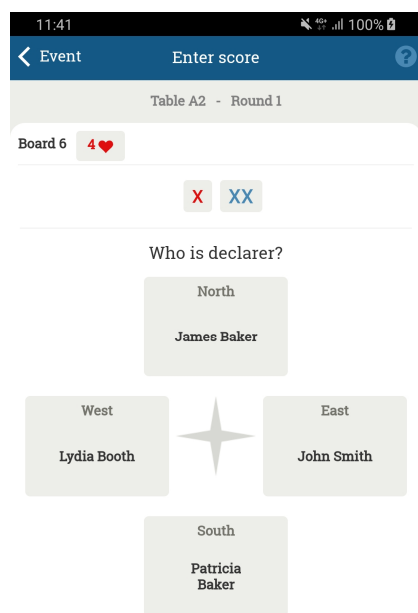 11:41 4G+ 100%
Event Enter score ?
Table A2 - Round 1
Board 6 4♥
X XX
Who is declarer?
North
James Baker
West East
Lydia Booth John Smith
South
Patricia
Baker